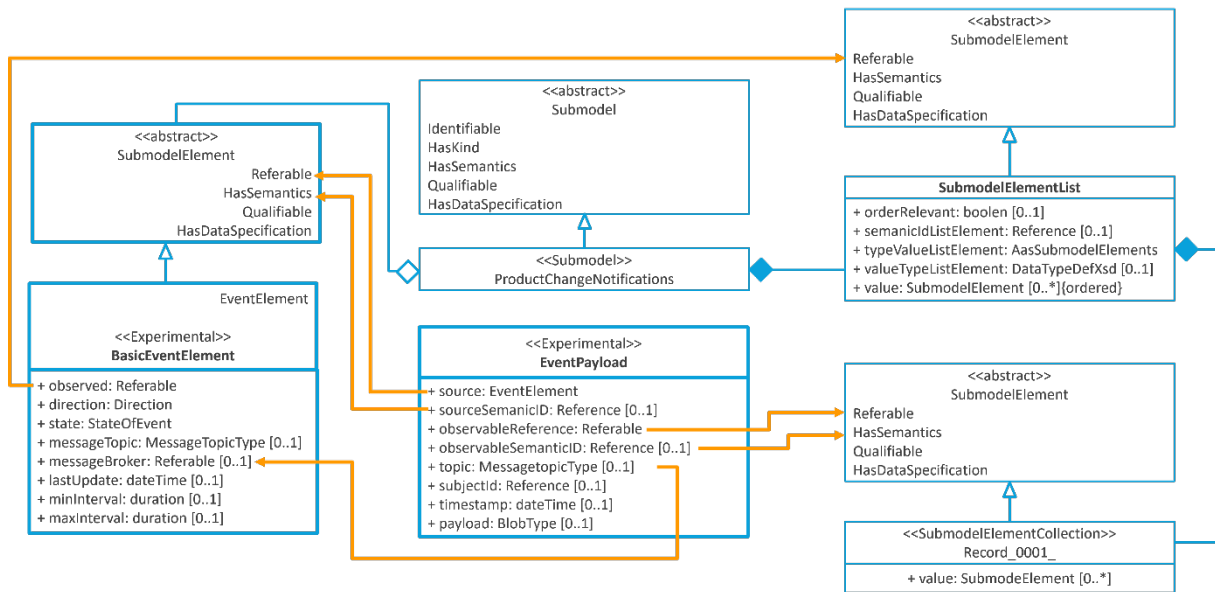 <<abstract>>
SubmodelElement
Referable
HasSemantics
Qualifiable
HasDataSpecification
EventElement
<<Experimental>>
BasicEventElement
+ observed: Referable
+ direction: Direction
+ state: StateOfEvent
+ messageTopic: MessageTopicType [0..1]
+ messageBroker: Referable [0..1]
+ lastUpdate: dateTime [0..1]
+ minInterval: duration [0..1]
+ maxInterval: duration [0..1]
<<abstract>>
Submodel
Identifiable
HasKind
HasSemantics
Qualifiable
HasDataSpecification
<<Submodel>>
ProductChangeNotifications
<<Experimental>>
EventPayload
+ source: EventElement
+ sourceSemanicID: Reference [0..1]
+ observableReference: Referable
+ observableSemanticID: Reference [0..1]
+ topic: MessagetopicType [0..1]
+ subjectId: Reference [0..1]
+ timestamp: dateTime [0..1]
+ payload: BlobType [0..1]
<<abstract>>
SubmodelElement
Referable
HasSemantics
Qualifiable
HasDataSpecification
SubmodelElementList
+ orderRelevant: boolen [0..1]
+ semanicIdListElement: Reference [0..1]
+ typeValueListElement: AasSubmodelElements
+ valueTypeListElement: DataTypeDefXsd [0..1]
+ value: SubmodelElement [0..*]{ordered}
<<abstract>>
SubmodelElement
Referable
HasSemantics
Qualifiable
HasDataSpecification
<<SubmodelElementCollection>>
Record_0001_
+ value: SubmodeElement [0..*]